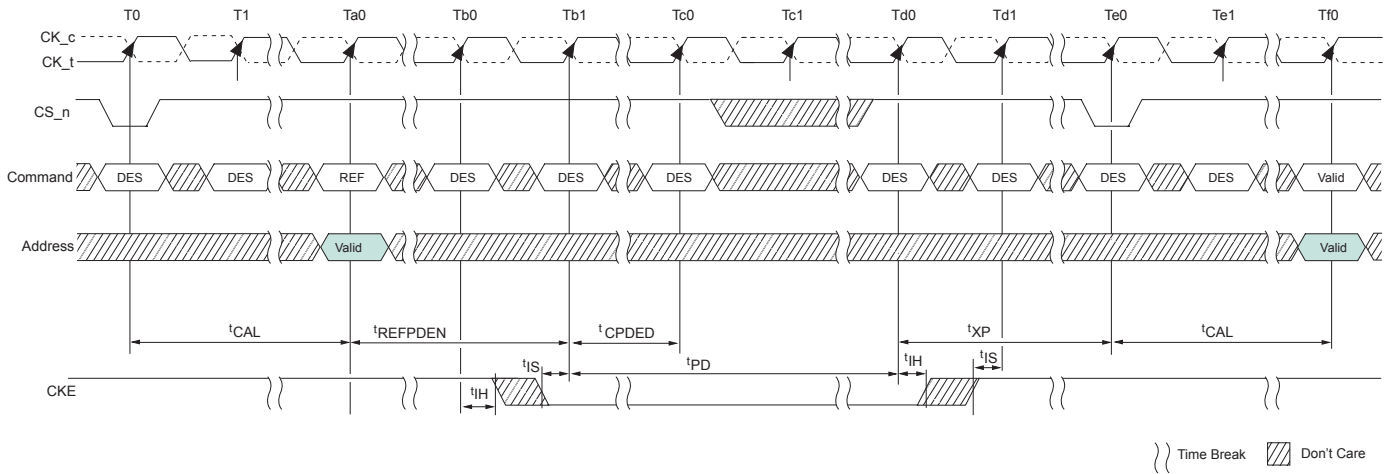 T0 T1 Ta0 Tb0 Tb1 Tc0 Tc1 Td0 Td1 Te0 Te1 Tf0
CK_c
CK_t
CS_n
Command DES DES REF DES DES DES DES DES DES DES Valid
Address Valid Valid
tCAL tREFPDEN tCPDED tXP tCAL
tIS tPD tIH tIS
CKE tIH
Time Break Don't Care